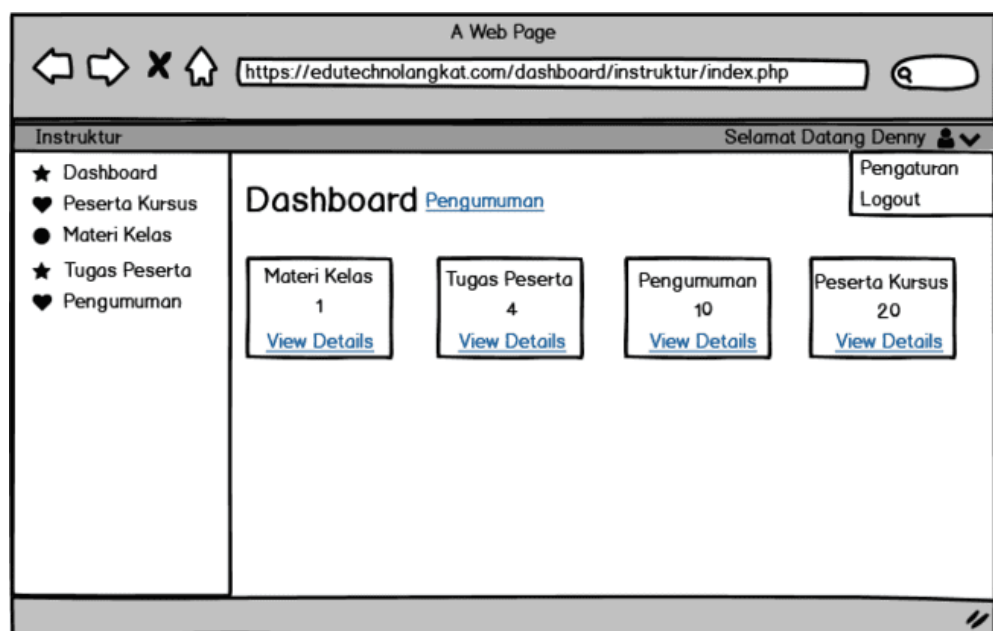 A Web Page
https://edutechnolangkat.com/dashboard/instruktur/index.php
Instruktur
Selamat Datang Denny
Pengaturan
Logout
Dashboard
Peserta Kursus
Materi Kelas
Tugas Peserta
Pengumuman
Dashboard Pengumuman
Materi Kelas
1
View Details
Tugas Peserta
4
View Details
Pengumuman
10
View Details
Peserta Kursus
20
View Details